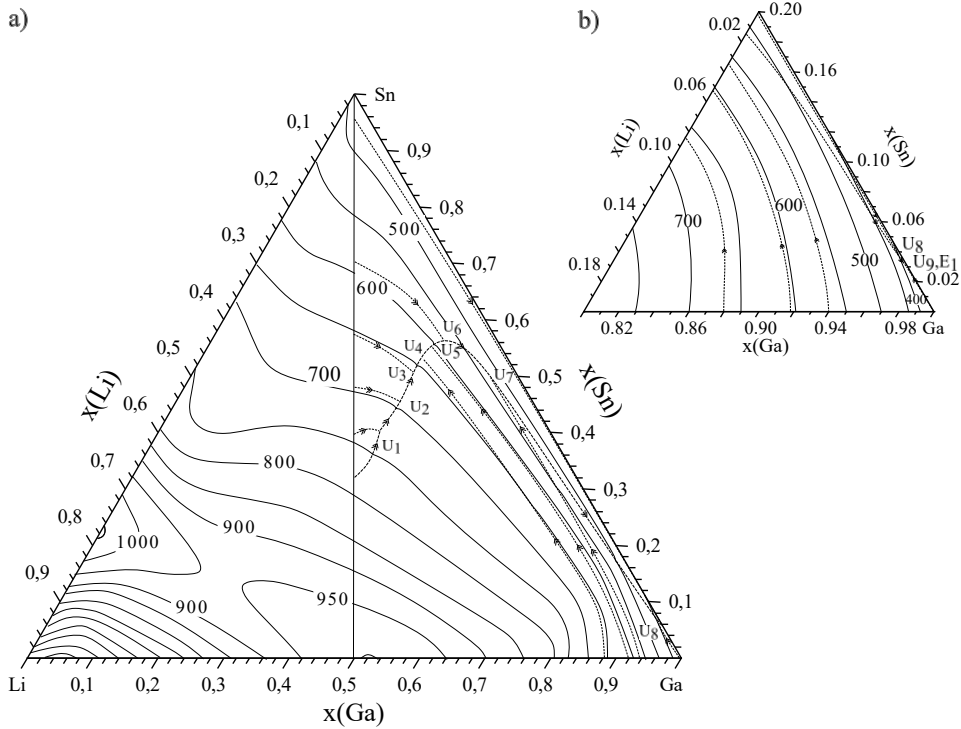 a)
Sn
0,1
0,2
0,3
0,4
0,5
0,6
0,7
0,8
0,9
x(Li)
0,9
0,8
0,7
0,6
0,5
0,4
0,3
0,2
0,1
x(Sn)
500
600
700
800
900
1000
900
950
U6
U4
U5
U3
U7
U2
U1
U8
Li
0,1
0,2
0,3
0,4
0,5
0,6
0,7
0,8
0,9
Ga
x(Ga)
b)
0.20
0.02
0.16
0.06
x(Li)
x(Sn)
0.10
0.10
0.14
0.06
0.18
0.02
700
600
500
400
U8
U9,E1
0.82
0.86
0.90
0.94
0.98
Ga
x(Ga)